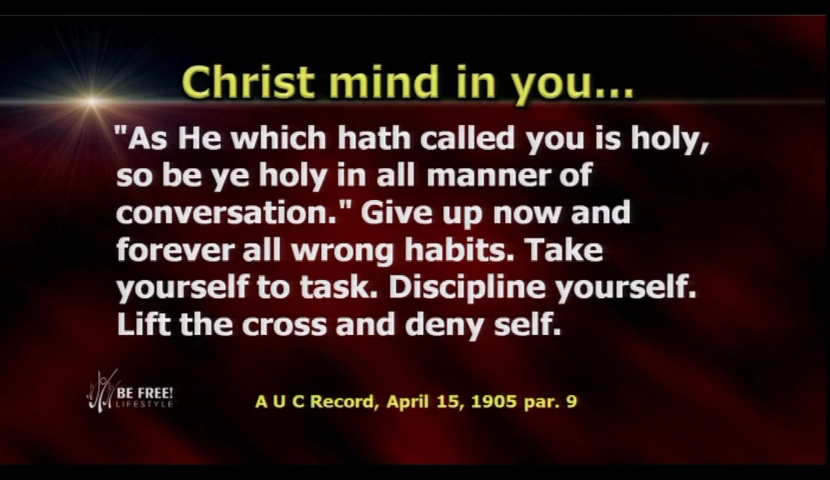 Christ mind in you...
"As He which hath called you is holy,
so be ye holy in all manner of
conversation." Give up now and
forever all wrong habits. Take
yourself to task. Discipline yourself.
Lift the cross and deny self.
BE FREE!
LIFESTYLE
A U C Record, April 15, 1905 par. 9